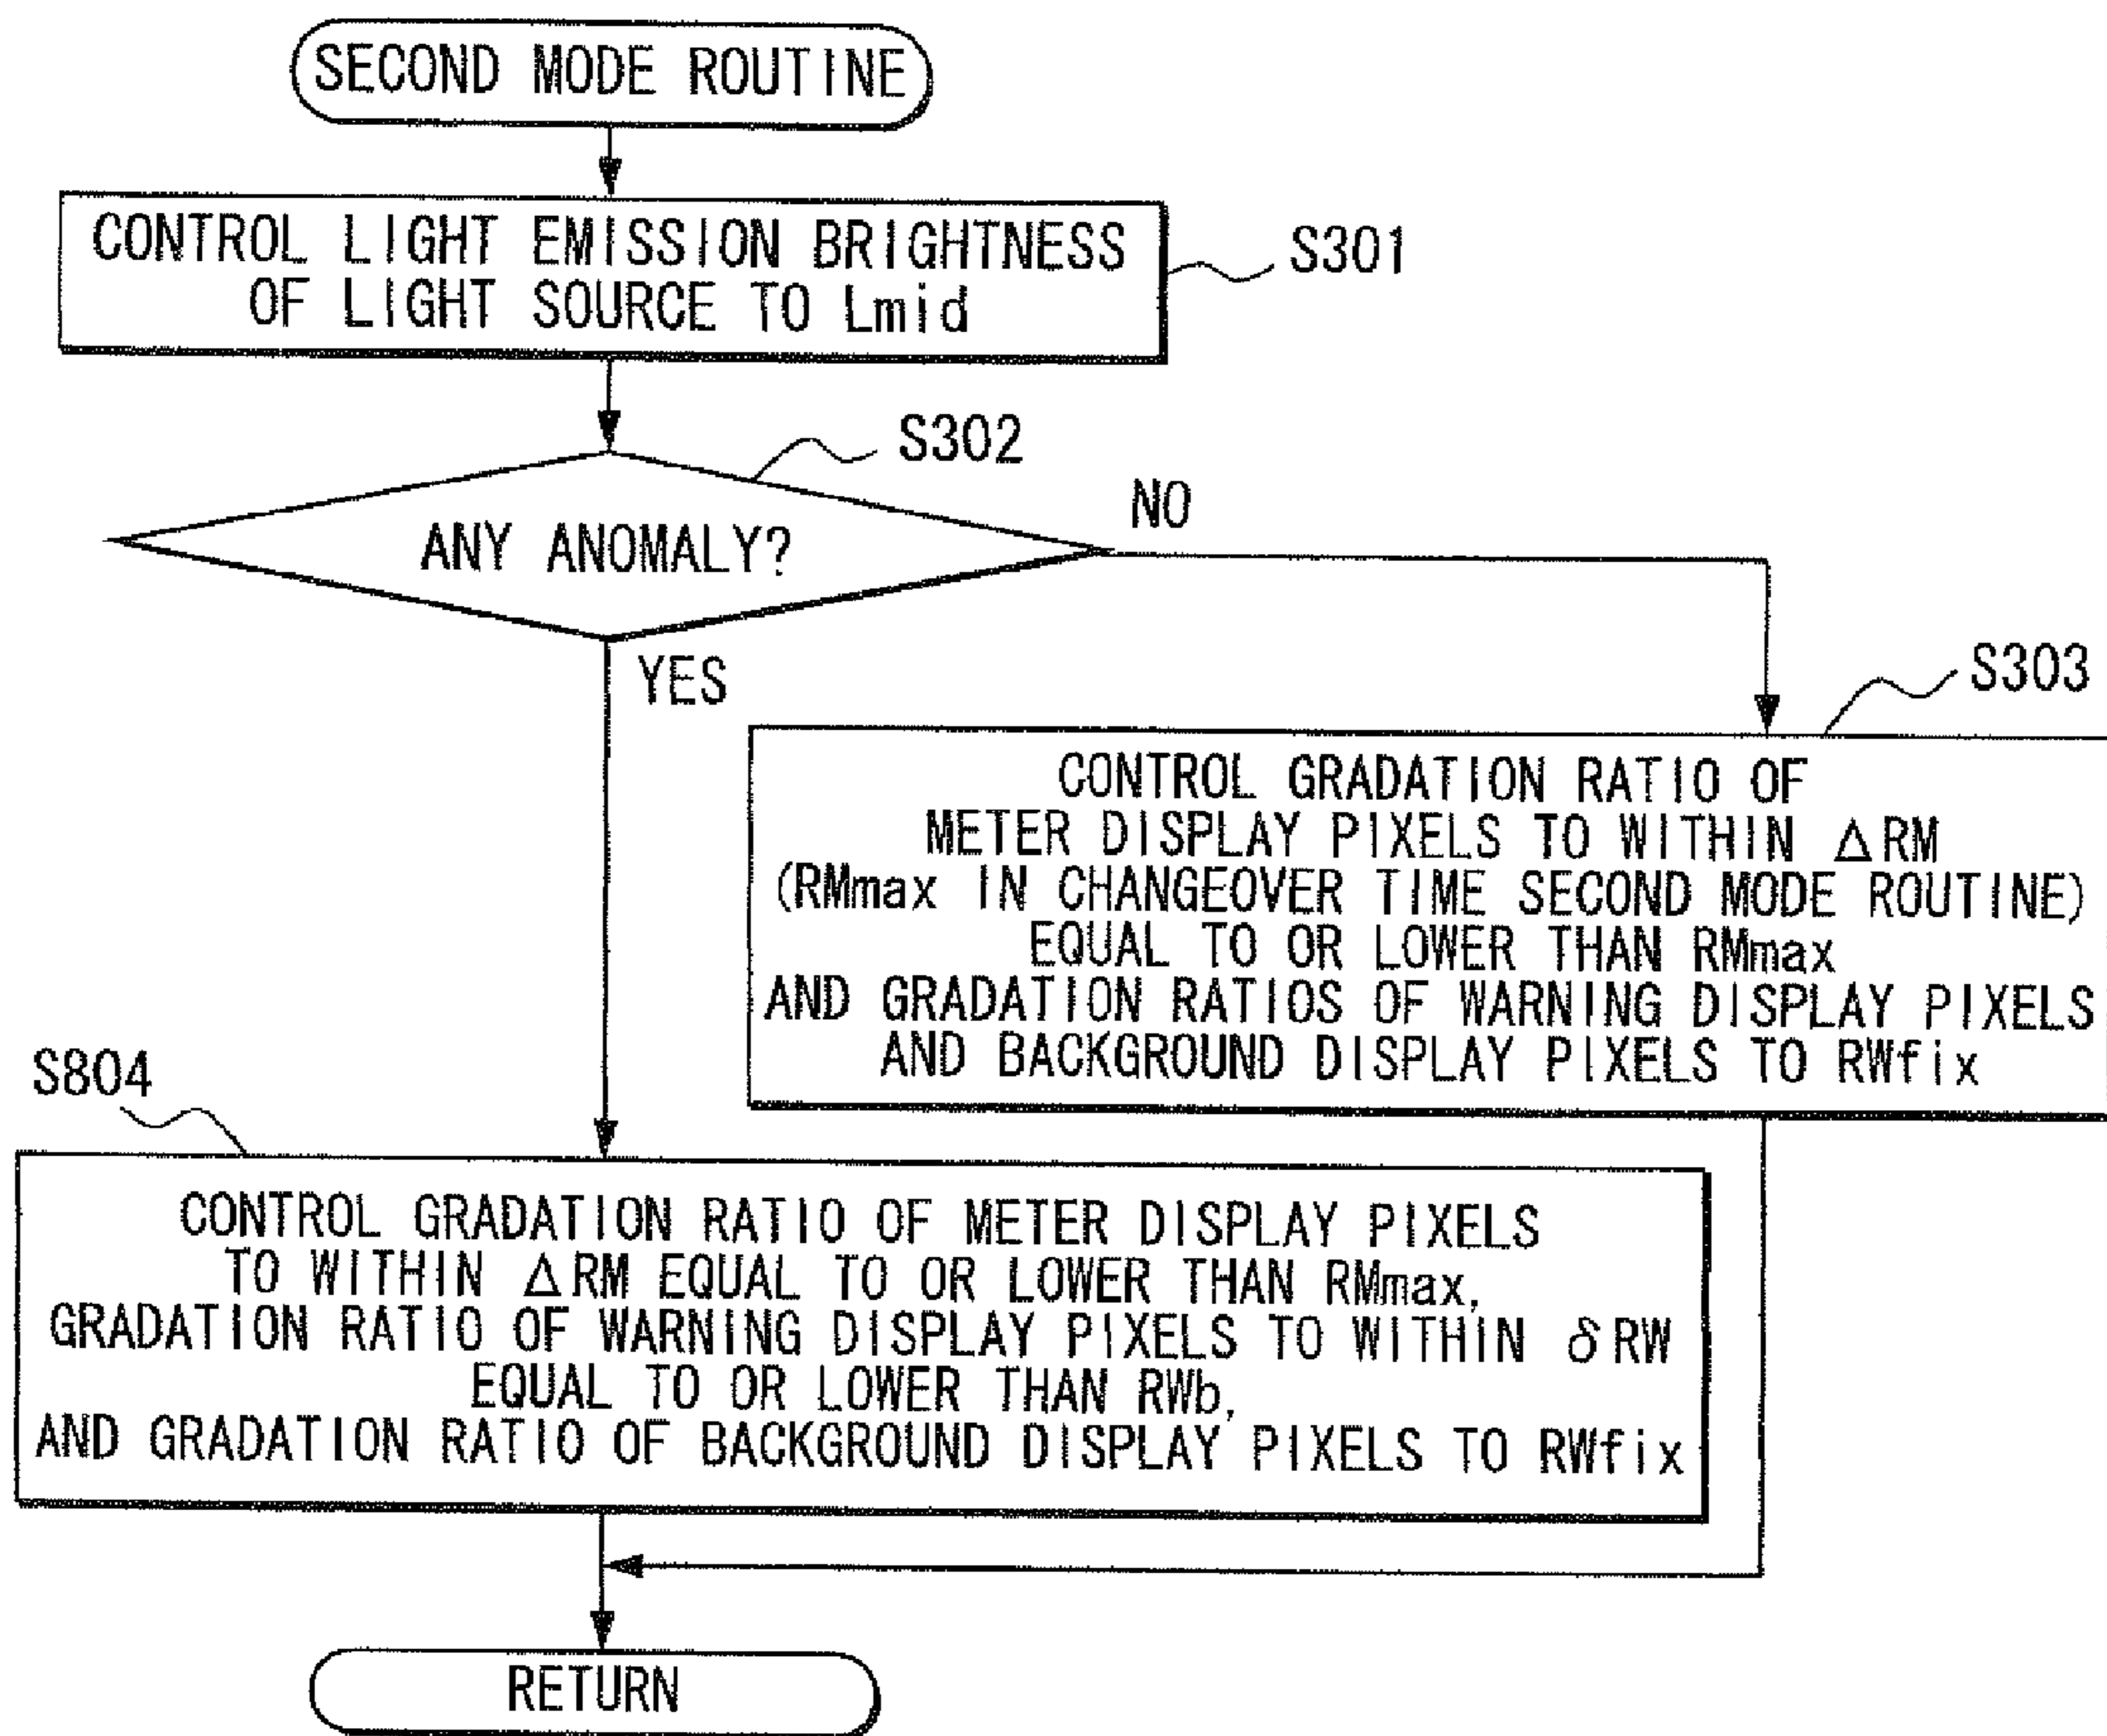 SECOND MODE ROUTINE
CONTROL LIGHT EMISSION BRIGHTNESS
OF LIGHT SOURCE TO Lmid
S301
S302
ANY ANOMALY?
NO
YES
S303
CONTROL GRADATION RATIO OF
METER DISPLAY PIXELS TO WITHIN ΔRM
(RMmax IN CHANGEOVER TIME SECOND MODE ROUTINE)
EQUAL TO OR LOWER THAN RMmax
AND GRADATION RATIOS OF WARNING DISPLAY PIXELS
AND BACKGROUND DISPLAY PIXELS TO RWfix
S804
CONTROL GRADATION RATIO OF METER DISPLAY PIXELS
TO WITHIN ΔRM EQUAL TO OR LOWER THAN RMmax,
GRADATION RATIO OF WARNING DISPLAY PIXELS TO WITHIN δRW
EQUAL TO OR LOWER THAN RWb,
AND GRADATION RATIO OF BACKGROUND DISPLAY PIXELS TO RWfix
RETURN